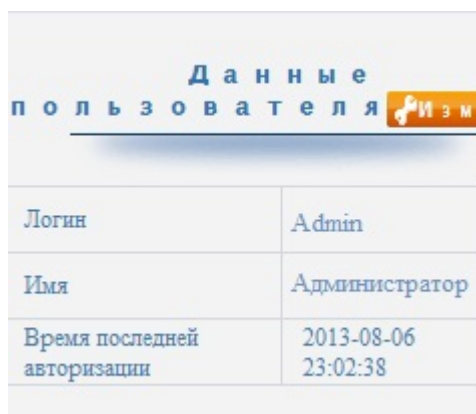 Данные
пользователя Изм
Логин Admin
Имя Администратор
Время последней 2013-08-06
авторизации 23:02:38